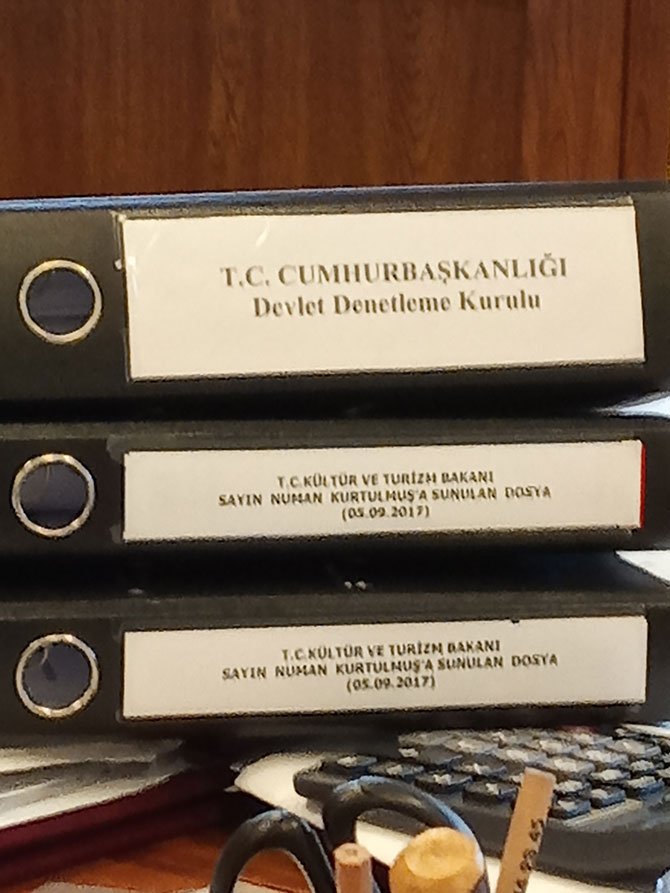 T.C. CUMHURBAŞKANLIĞI
Devlet Denetleme Kurulu
T.C.KÜLTÜR VE TURİZM BAKANI
SAYIN NUMAN KURTULMUŞ'A SUNULAN DOSYA
(05.09.2017)
T.C.KÜLTÜR VE TURİZM BAKANI
SAYIN NUMAN KURTULMUŞ'A SUNULAN DOSYA
(05.09.2017)